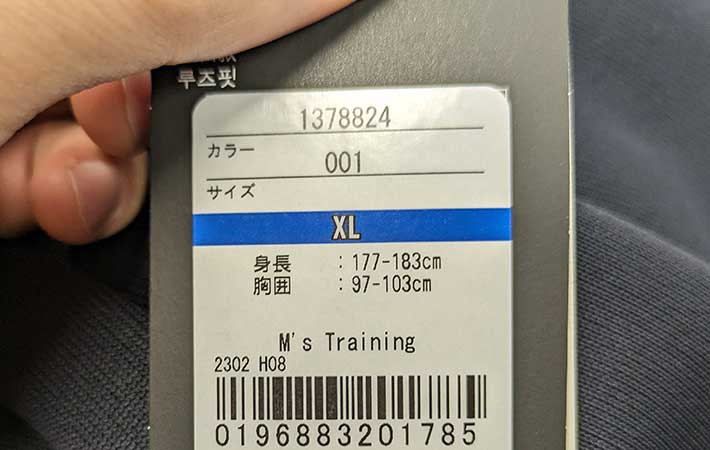 루즈핏
1378824
カラー
001
サイズ
XL
身長 : 177-183cm
胸囲 : 97-103cm
M's Training
2302 H08
0196883201785